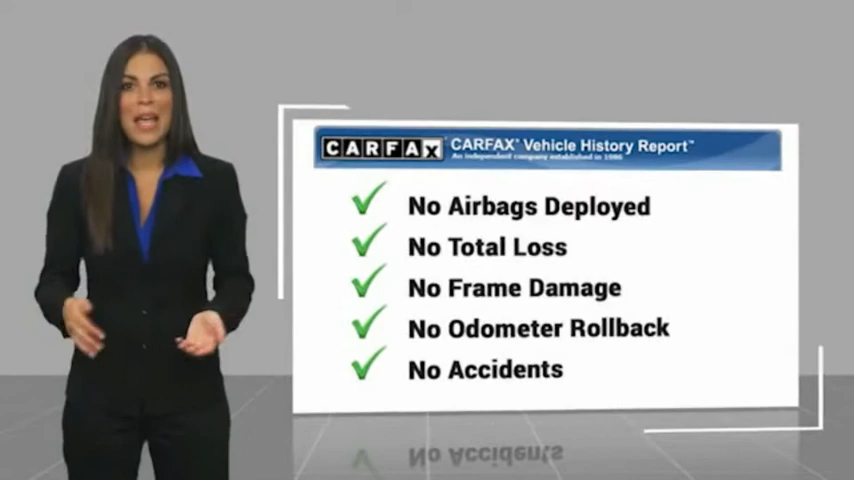 CARFAX CARFAX™ Vehicle History Report™
An independent company established in 1986
No Airbags Deployed
No Total Loss
No Frame Damage
No Odometer Rollback
No Accidents
No Accidents